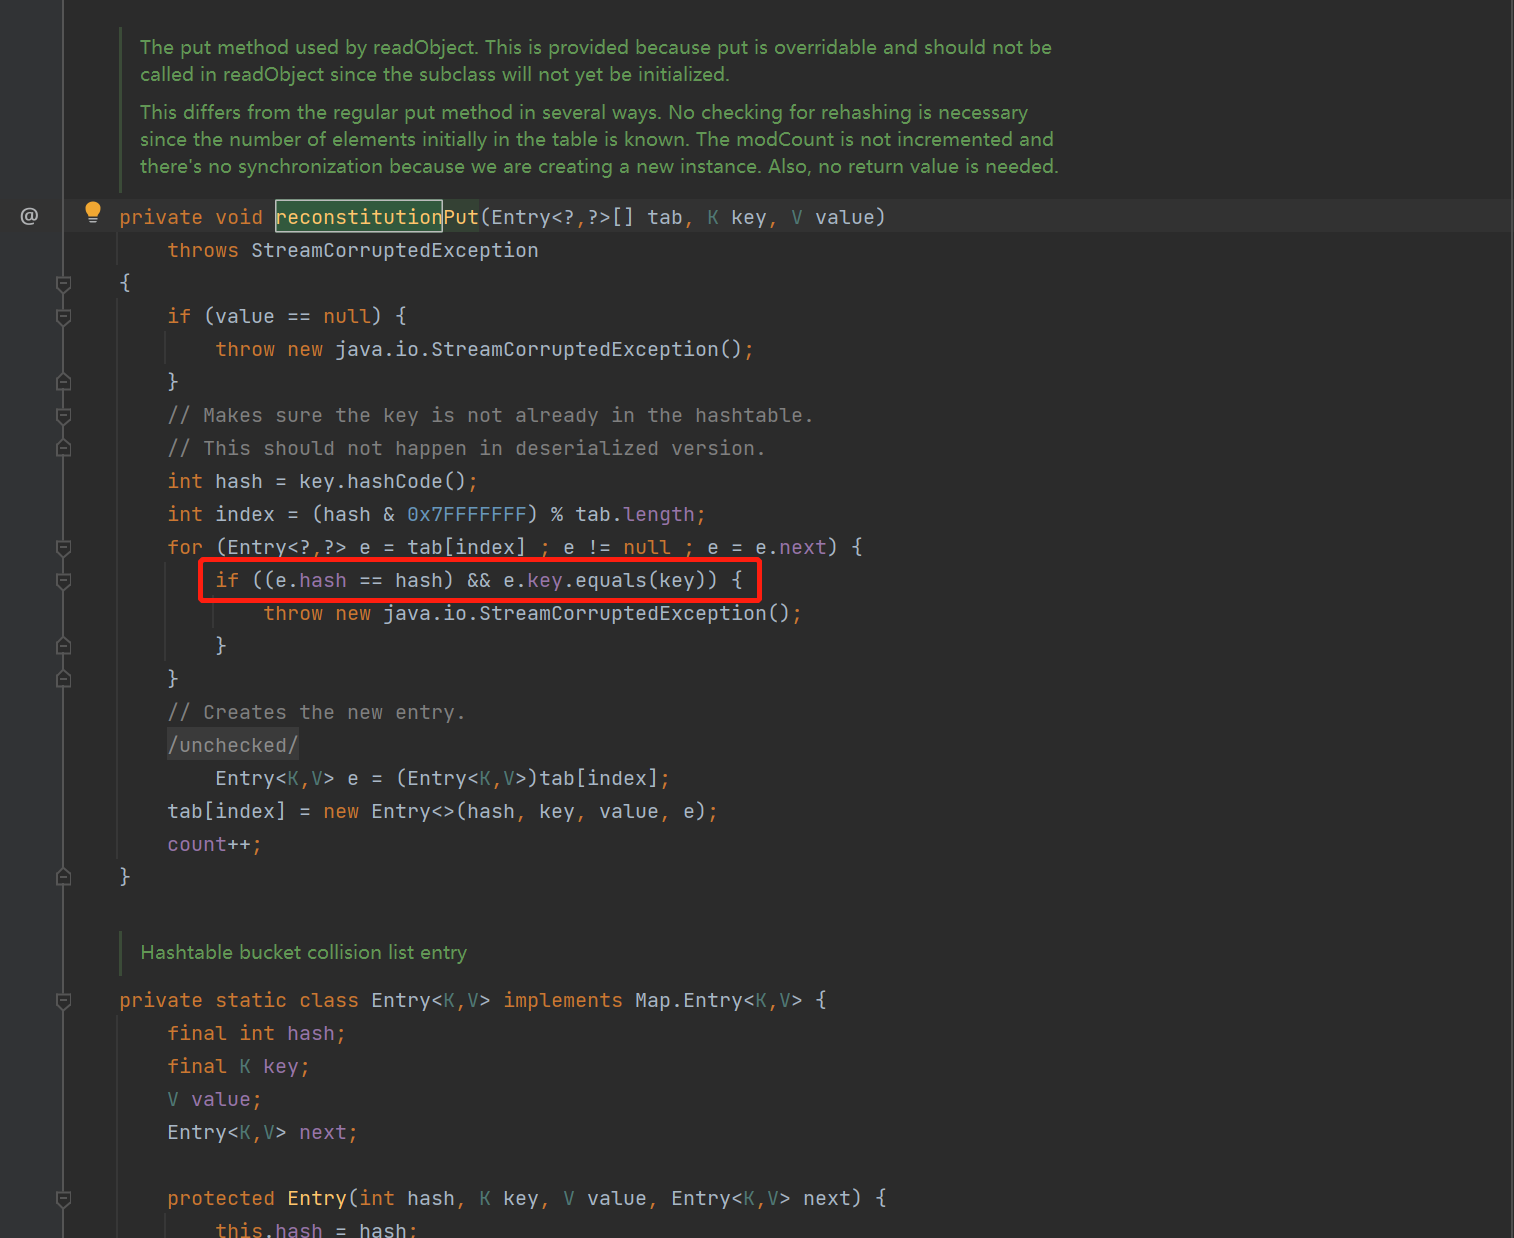 The put method used by readObject. This is provided because put is overridable and should not be
called in readObject since the subclass will not yet be initialized.
This differs from the regular put method in several ways. No checking for rehashing is necessary
since the number of elements initially in the table is known. The modCount is not incremented and
there's no synchronization because we are creating a new instance. Also, no return value is needed.
@ private void reconstitutionPut(Entry<?,?>[] tab, K key, V value)
throws StreamCorruptedException
{
if (value == null) {
throw new java.io.StreamCorruptedException();
}
// Makes sure the key is not already in the hashtable.
// This should not happen in deserialized version.
int hash = key.hashCode();
int index = (hash & 0x7FFFFFFF) % tab.length;
for (Entry<?,?> e = tab[index] ; e != null ; e = e.next) {
if ((e.hash == hash) && e.key.equals(key)) {
throw new java.io.StreamCorruptedException();
}
}
// Creates the new entry.
/unchecked/
Entry<K,V> e = (Entry<K,V>)tab[index];
tab[index] = new Entry<>(hash, key, value, e);
count++;
}
Hashtable bucket collision list entry
private static class Entry<K,V> implements Map.Entry<K,V> {
final int hash;
final K key;
V value;
Entry<K,V> next;
protected Entry(int hash, K key, V value, Entry<K,V> next) {
this.hash = hash;